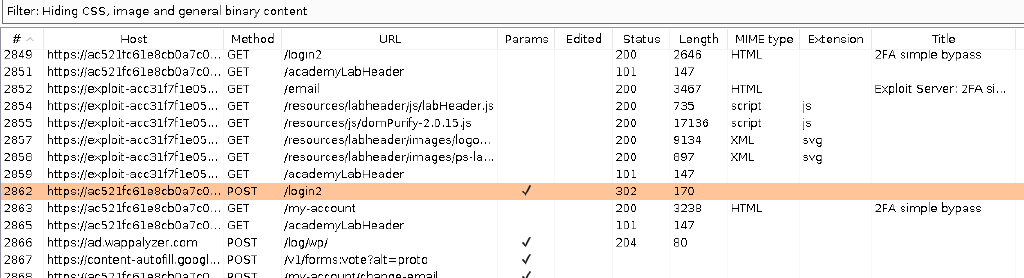 Filter: Hiding CSS, image and general binary content
# Host Method URL Params Edited Status Length MIME type Extension Title
2849 https://ac521fc61e8cb0a7c0... GET /login2 200 2646 HTML 2FA simple bypass
2851 https://ac521fc61e8cb0a7c0... GET /academyLabHeader 101 147
2852 https://exploit-acc31f7f1e05... GET /email 200 3467 HTML Exploit Server: 2FA si...
2854 https://exploit-acc31f7f1e05... GET /resources/labheader/js/labHeader.js 200 735 script js
2855 https://exploit-acc31f7f1e05... GET /resources/js/domPurify-2.0.15.js 200 17136 script js
2857 https://exploit-acc31f7f1e05... GET /resources/labheader/images/logo... 200 9134 XML svg
2858 https://exploit-acc31f7f1e05... GET /resources/labheader/images/ps-la... 200 897 XML svg
2859 https://exploit-acc31f7f1e05... GET /academyLabHeader 101 147
2862 https://ac521fc61e8cb0a7c0... POST /login2 ✓ 302 170
2863 https://ac521fc61e8cb0a7c0... GET /my-account 200 3238 HTML 2FA simple bypass
2865 https://ac521fc61e8cb0a7c0... GET /academyLabHeader 101 147
2866 https://ad.wappalyzer.com POST /log/wp/ ✓ 204 80
2867 https://content-autofill.googl... POST /v1/forms:vote?alt=proto ✓
2868 https://ac521fc61e8cb0a7c0... POST /my-account/change-email ✓